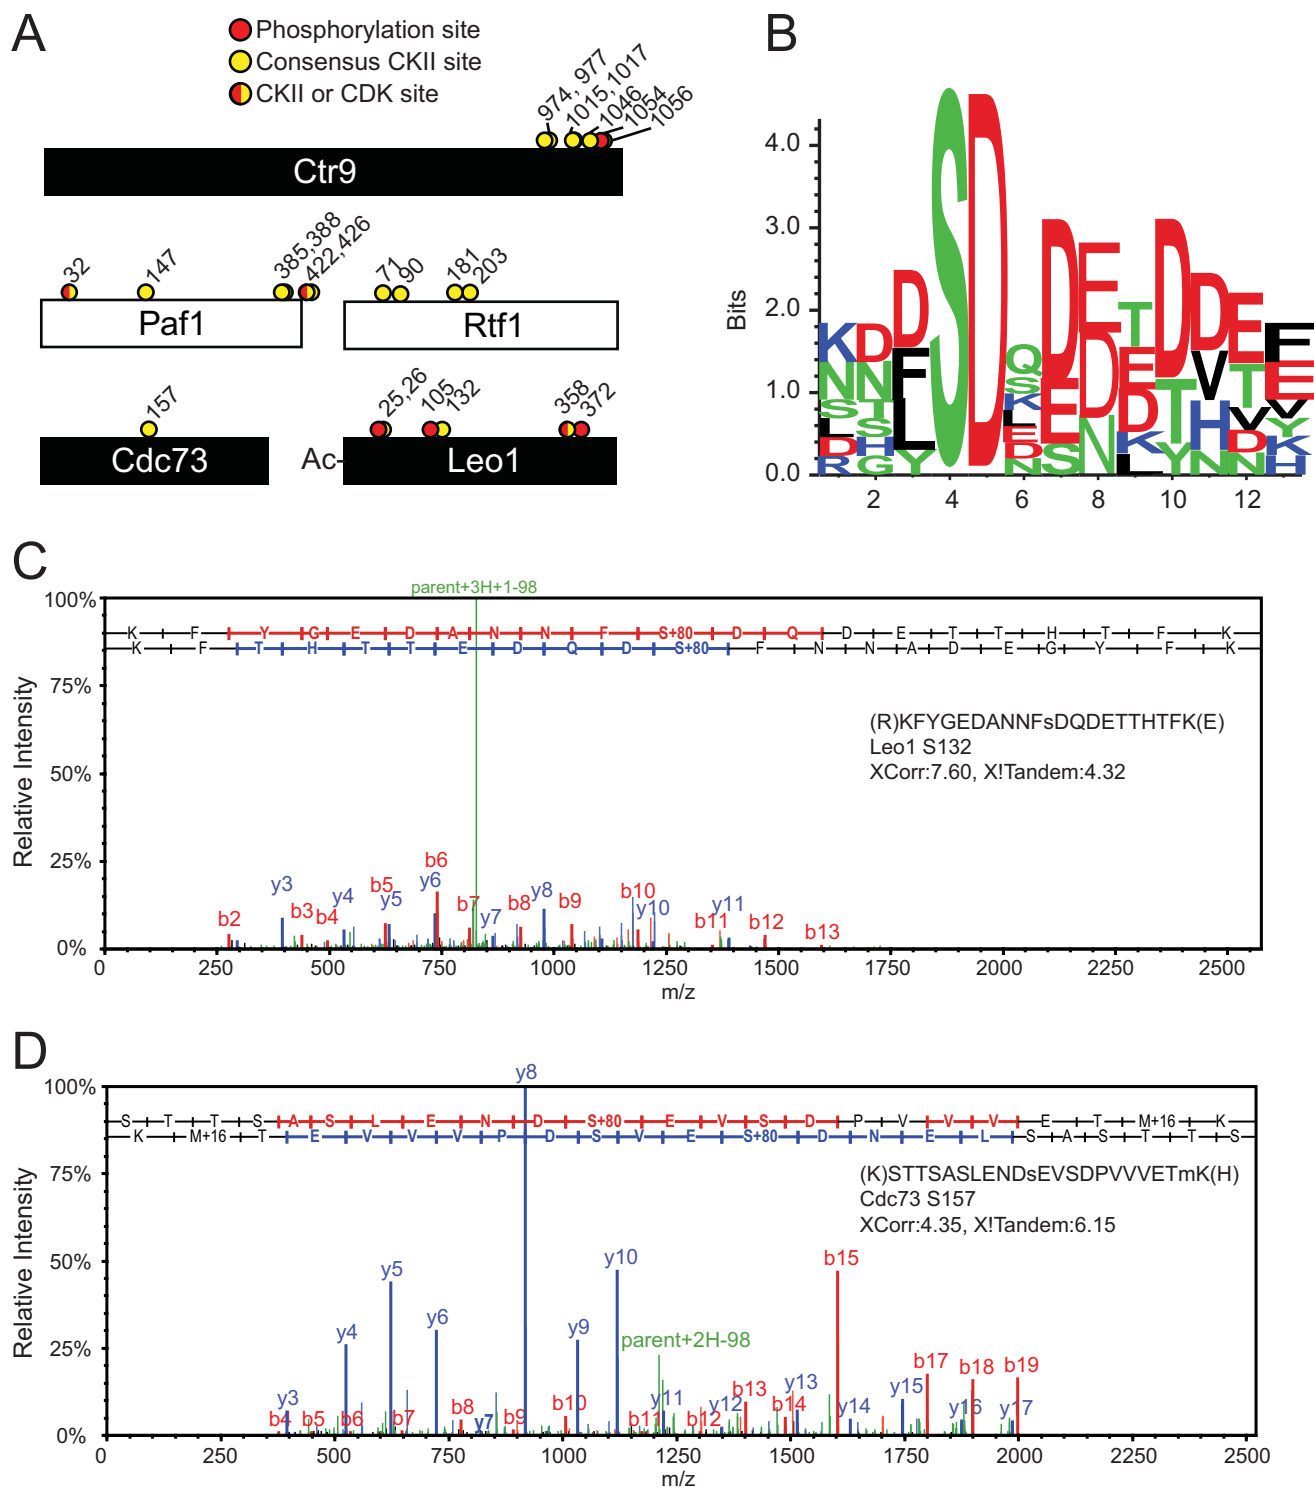 A
Phosphorylation site
Consensus CKII site
CKII or CDK site
974, 977
1015,1017
1046
1054
1056
Ctr9
32
147
385,388
422,426
Paf1
71
90
181
203
Rtf1
157
Cdc73
25,26
105
132
358
372
Ac-
Leo1
B
Bits
4.0
3.0
2.0
1.0
0.0
2 4 6 8 10 12
C
parent+3H+1-98
Relative Intensity
100%
75%
50%
25%
0%
K F Y G E D A N N F S+80 D Q D E T T H T F K
K F T H T T E D Q D S+80 F N N A D E G Y F K
(R)KFYGEDANNFsDQDETTHTFK(E)
Leo1 S132
XCorr:7.60, X!Tandem:4.32
b2 y3 b3 b4 y4 b5 y5 y6 b6 b7 y7 b8 y8 b9 b10 y10 b11 y11 b12 b13
0 250 500 750 1000 1250 1500 1750 2000 2250 2500
m/z
D
y8
Relative Intensity
100%
75%
50%
25%
0%
S T T S A S L E N D S+80 E V S D P V V V E T M+16 K
K M+16 T E V V V P D S V E S+80 D N E L S A S T T S
(K)STTSASLENDsEVSDPVVVETmK(H)
Cdc73 S157
XCorr:4.35, X!Tandem:6.15
b4 y3 b5 y4 b6 y5 b7 y6 b8 y7 b9 b10 y9 y10 b11 y11 b12 y12 b13 b14 y13 b15 y14 y15 b17 y16 b18 y17 b19
parent+2H-98
0 250 500 750 1000 1250 1500 1750 2000 2250 2500
m/z